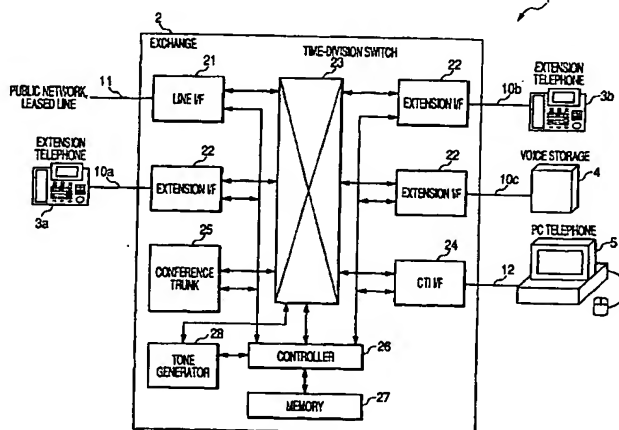 1
2
EXCHANGE
TIME-DIVISION SWITCH
21
23
22
PUBLIC NETWORK,
LEASED LINE
11
LINE I/F
EXTENSION I/F
10b
EXTENSION
TELEPHONE
3b
EXTENSION
TELEPHONE
10a
3a
22
EXTENSION I/F
22
EXTENSION I/F
10c
VOICE STORAGE
4
25
CONFERENCE
TRUNK
24
CTI I/F
12
PC TELEPHONE
5
28
TONE
GENERATOR
CONTROLLER
26
MEMORY
27